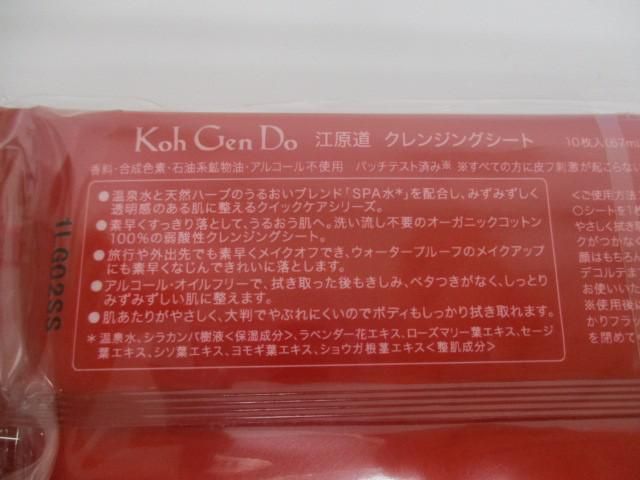 Koh Gen Do 江原道 クレンジングシート 10枚入(67mL
香料・合成色素・石油系鉱物油・アルコール不使用 パッチテスト済み※ ※すべての方に皮フ刺激が起こらない
●温泉水と天然ハーブのうるおいブレンド「SPA水*」を配合し、みずみずしく
透明感のある肌に整えるクイックケアシリーズ。
●素早くすっきり落として、うるおう肌へ。洗い流し不要のオーガニックコットン
100%の弱酸性クレンジングシート。
●旅行や外出先でも素早くメイクオフでき、ウォータープルーフのメイクアップ
にも素早くなじんできれいに落とします。
●アルコール・オイルフリーで、拭き取った後もきしみ、ベタつきがなく、しっとり
みずみずしい肌に整えます。
●肌あたりがやさしく、大判でやぶれにくいのでボディもしっかり拭き取れます。
*温泉水、シラカンバ樹液<保湿成分>、ラベンダー花エキス、ローズマリー葉エキス、セージ
葉エキス、シソ葉エキス、ヨモギ葉エキス、ショウガ根茎エキス<整肌成分>
<ご使用方法
○シートを1
やさしく拭き取
クがつかなく
顔はもちろん
デコルテま
お使いいた
※使用後に
かりフラッ
を閉めて
1L602SS